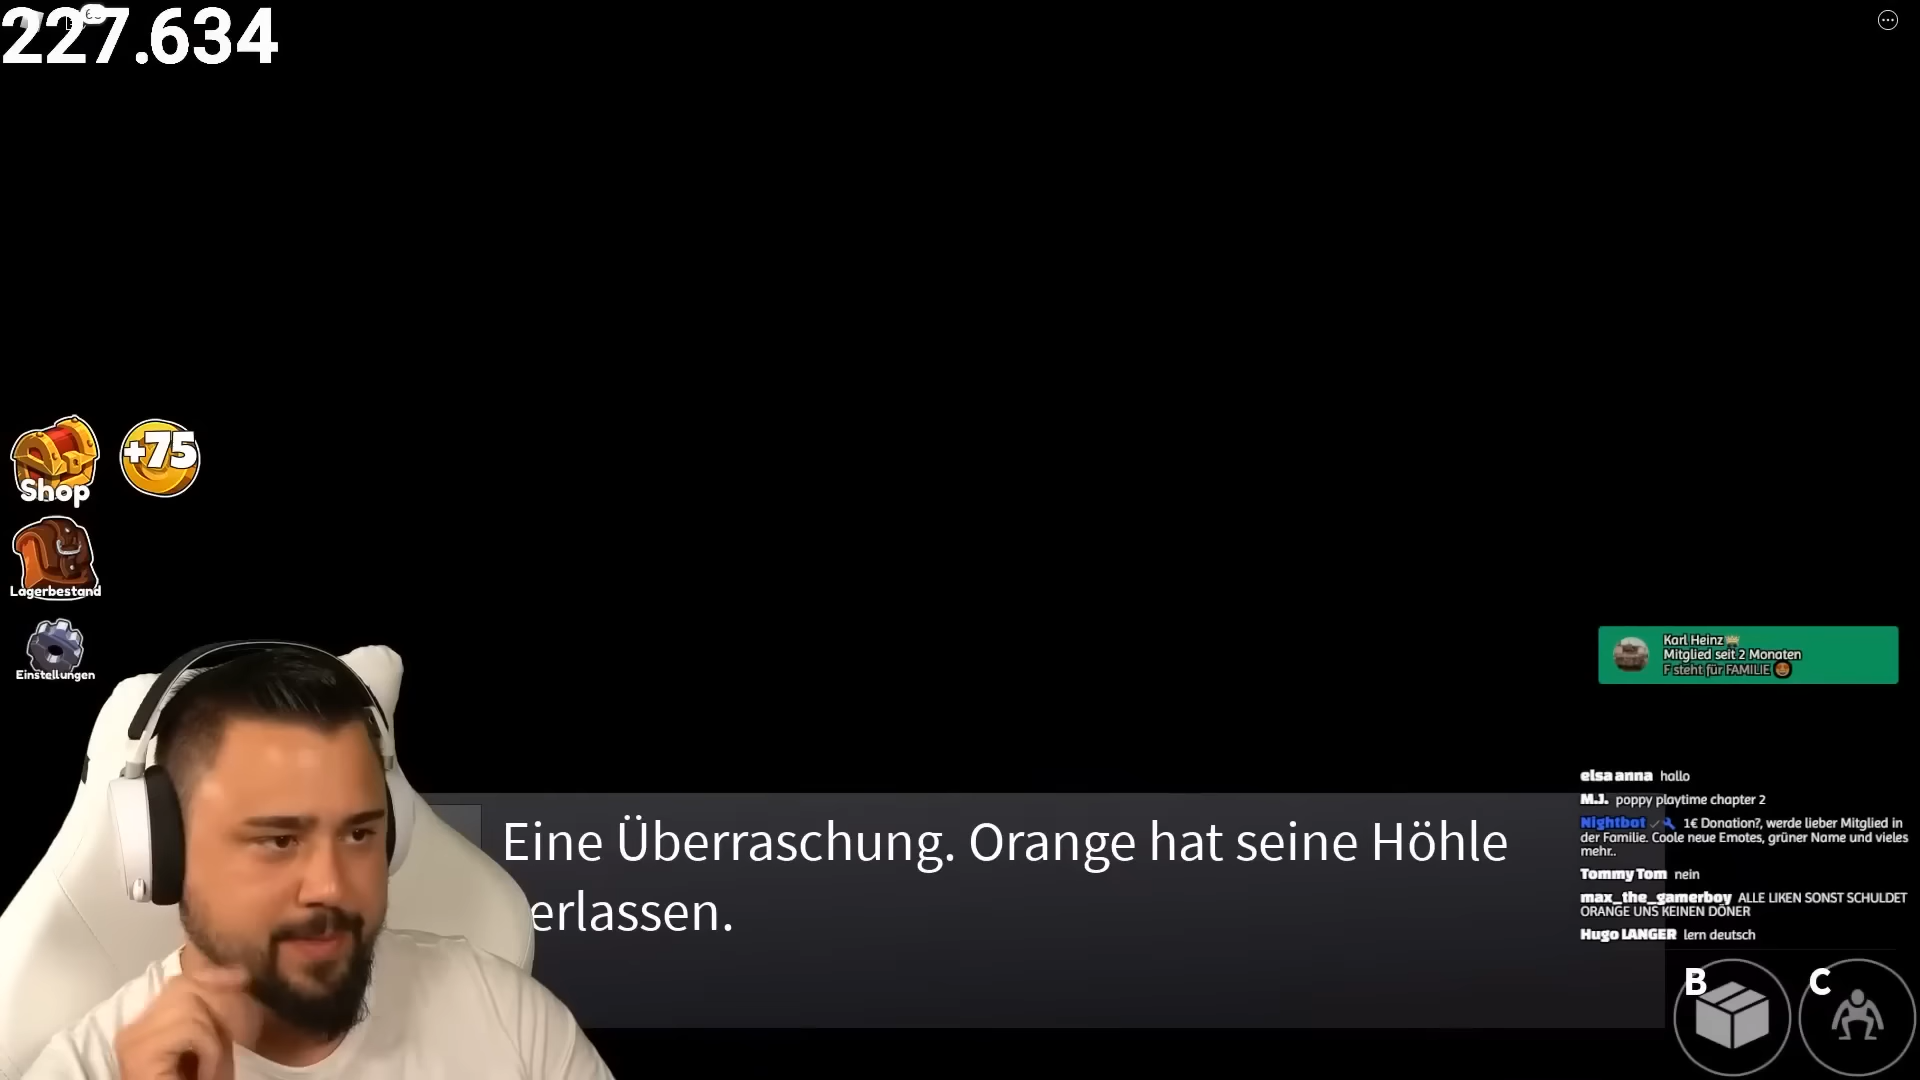 227.634
+75
Shop
Lagerbestand
Einstellungen
Karl Heinz
Mitglied seit 2 Monaten
F steht für FAMILIE
elsa anna hallo
M.J. poppy playtime chapter 2
Nightbot 1€ Donation?, werde lieber Mitglied in
der Familie. Coole neue Emotes, grüner Name und vieles
mehr..
Tommy Tom nein
max_the_gamerboy ALLE LIKEN SONST SCHULDET
ORANGE UNS KEINEN DÖNER
Hugo LANGER lern deutsch
Eine Überraschung. Orange hat seine Höhle
erlassen.
B
C